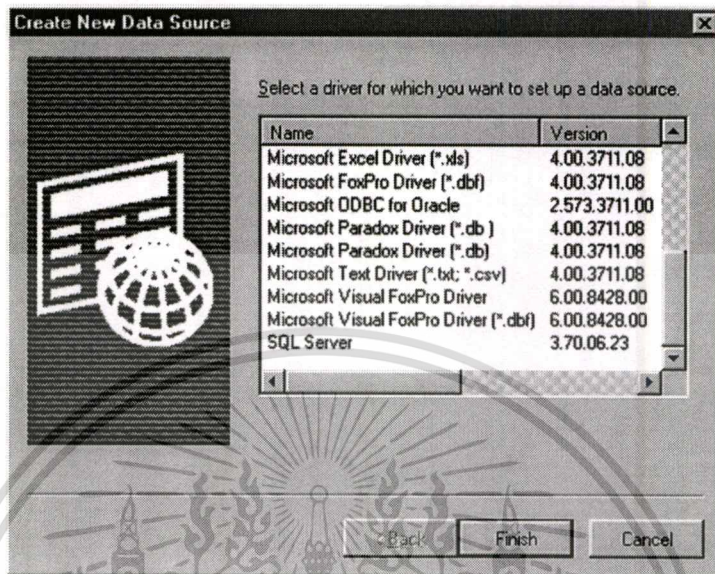 Create New Data Source
Select a driver for which you want to set up a data source.
Name Version
Microsoft Excel Driver (*.xls) 4.00.3711.08
Microsoft FoxPro Driver (*.dbf) 4.00.3711.08
Microsoft ODBC for Oracle 2.573.3711.00
Microsoft Paradox Driver (*.db ) 4.00.3711.08
Microsoft Paradox Driver (*.db) 4.00.3711.08
Microsoft Text Driver (*.txt; *.csv) 4.00.3711.08
Microsoft Visual FoxPro Driver 6.00.8428.00
Microsoft Visual FoxPro Driver (*.dbf) 6.00.8428.00
SQL Server 3.70.06.23
< Back Finish Cancel